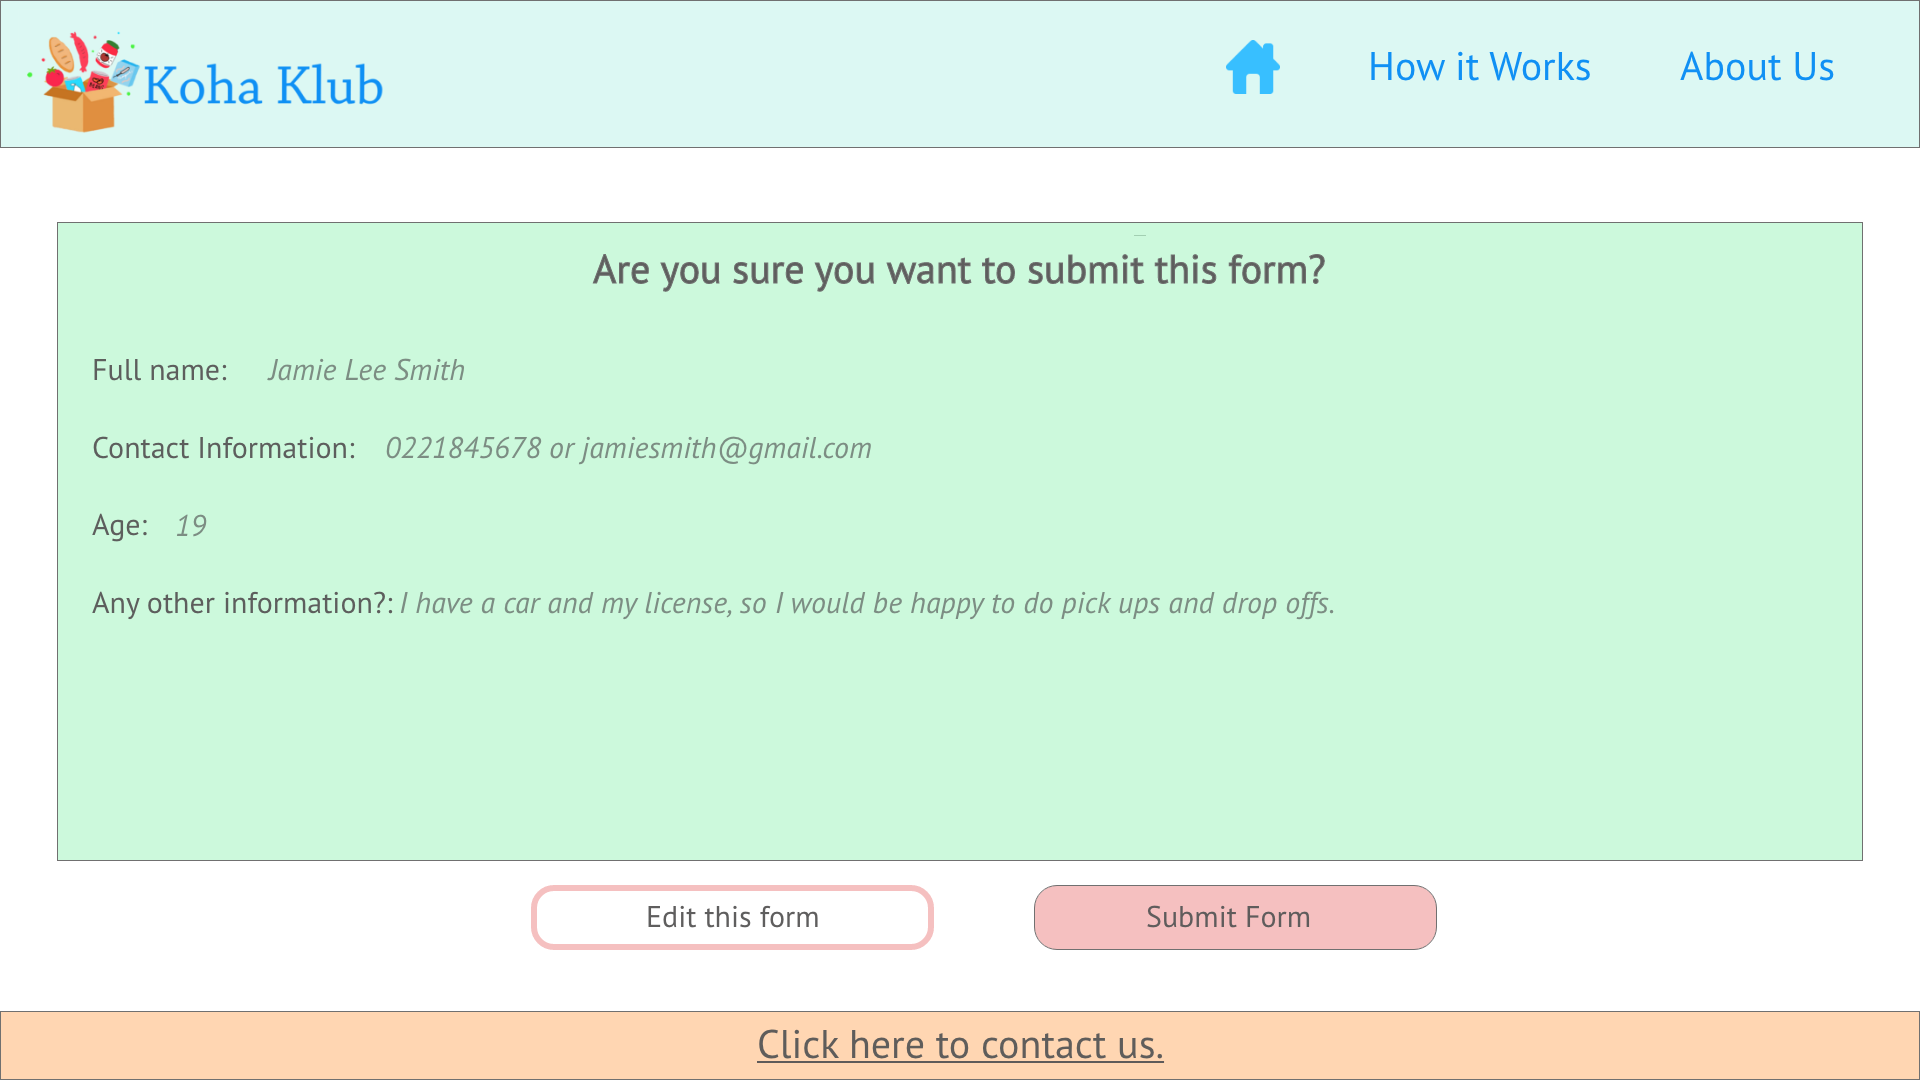 Koha Klub
How it Works
About Us
Are you sure you want to submit this form?
Full name: Jamie Lee Smith
Contact Information: 0221845678 or jamiesmith@gmail.com
Age: 19
Any other information?: I have a car and my license, so I would be happy to do pick ups and drop offs.
Edit this form
Submit Form
Click here to contact us.